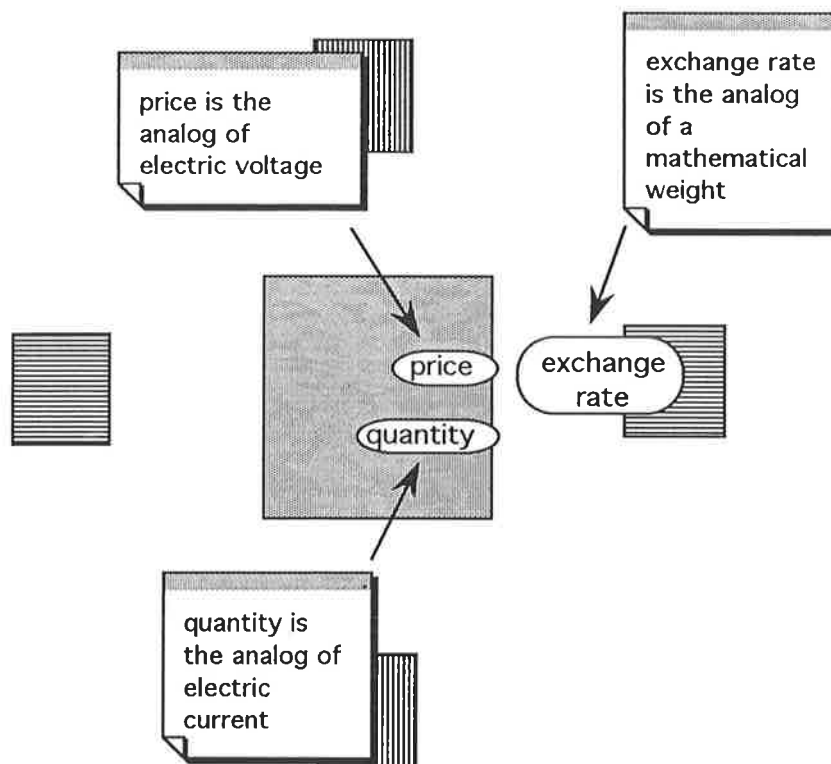 price is the
analog of
electric voltage
exchange rate
is the analog
of a
mathematical
weight
price
exchange
rate
quantity
quantity is
the analog of
electric
current